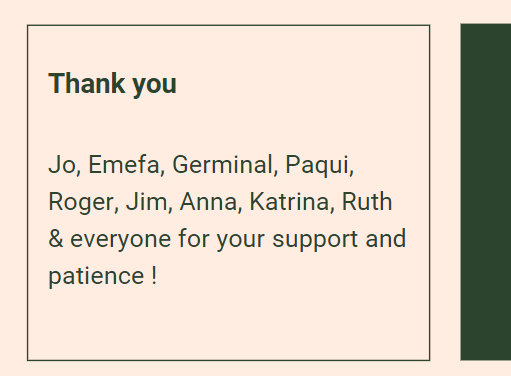 Thank you
Jo, Emefa, Germinal, Paqui,
Roger, Jim, Anna, Katrina, Ruth
& everyone for your support and
patience !